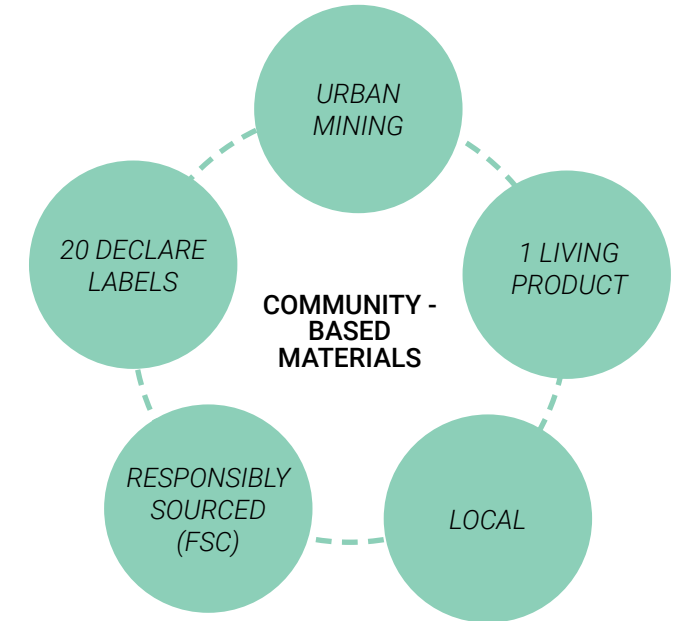 URBAN
MINING
1 LIVING
PRODUCT
LOCAL
RESPONSIBLY
SOURCED
(FSC)
20 DECLARE
LABELS
COMMUNITY -
BASED
MATERIALS